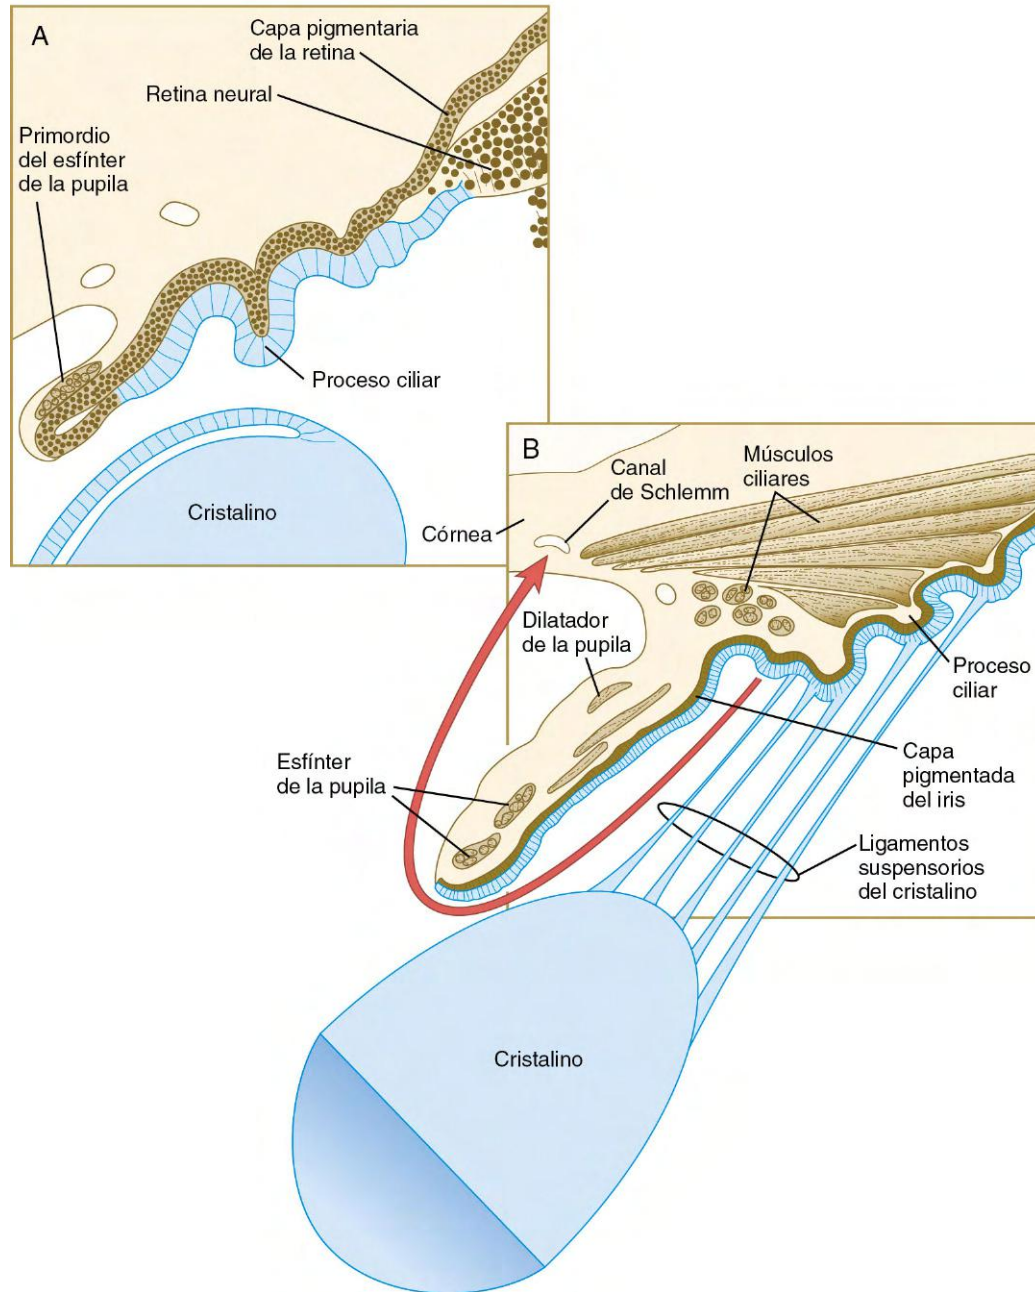 A
Capa pigmentaria
de la retina
Retina neural
Primordio
del esfínter
de la pupila
Proceso ciliar
Cristalino
B
Canal
de Schlemm
Músculos
ciliares
Córnea
Dilatador
de la pupila
Proceso
ciliar
Esfínter
de la pupila
Capa
pigmentada
del iris
Ligamentos
suspensorios
del cristalino
Cristalino